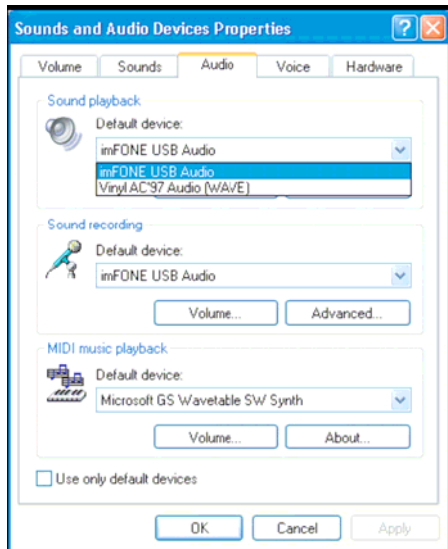 Sounds and Audio Devices Properties
Volume Sounds Audio Voice Hardware
Sound playback
Default device:
imFONE USB Audio
imFONE USB Audio
Vinyl AC'97 Audio (WAVE)
Sound recording
Default device:
imFONE USB Audio
Volume... Advanced...
MIDI music playback
Default device:
Microsoft GS Wavetable SW Synth
Volume... About...
Use only default devices
OK Cancel Apply